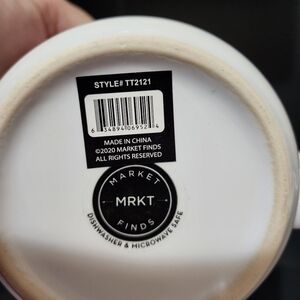 STYLE# TT2121
6 34894 06952 4
MADE IN CHINA
©2020 MARKET FINDS
ALL RIGHTS RESERVED
MARKET
MRKT
FINDS
DISHWASHER & MICROWAVE SAFE